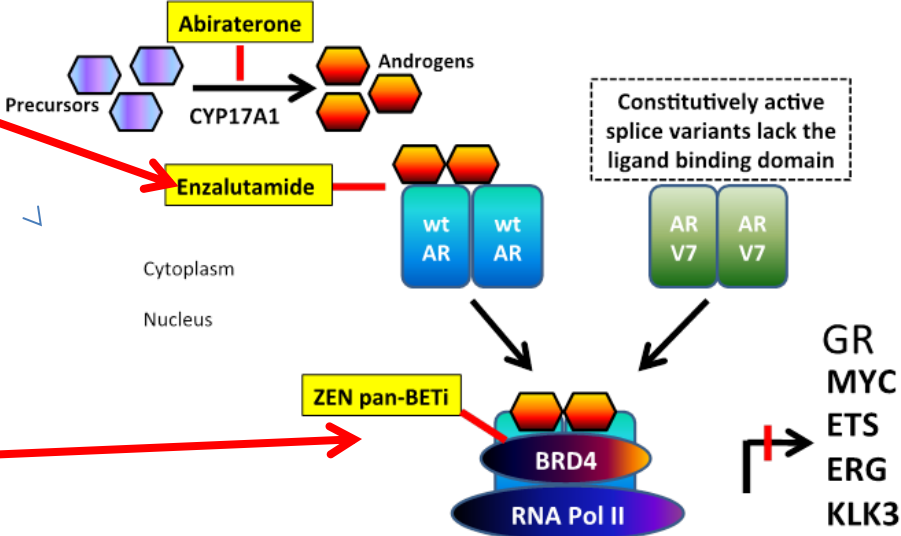 Abiraterone
Precursors
CYP17A1
Androgens
Constitutively active
splice variants lack the
ligand binding domain
Enzalutamide
wt
AR
wt
AR
AR
V7
AR
V7
Cytoplasm
Nucleus
ZEN pan-BETi
BRD4
RNA Pol II
GR
MYC
ETS
ERG
KLK3